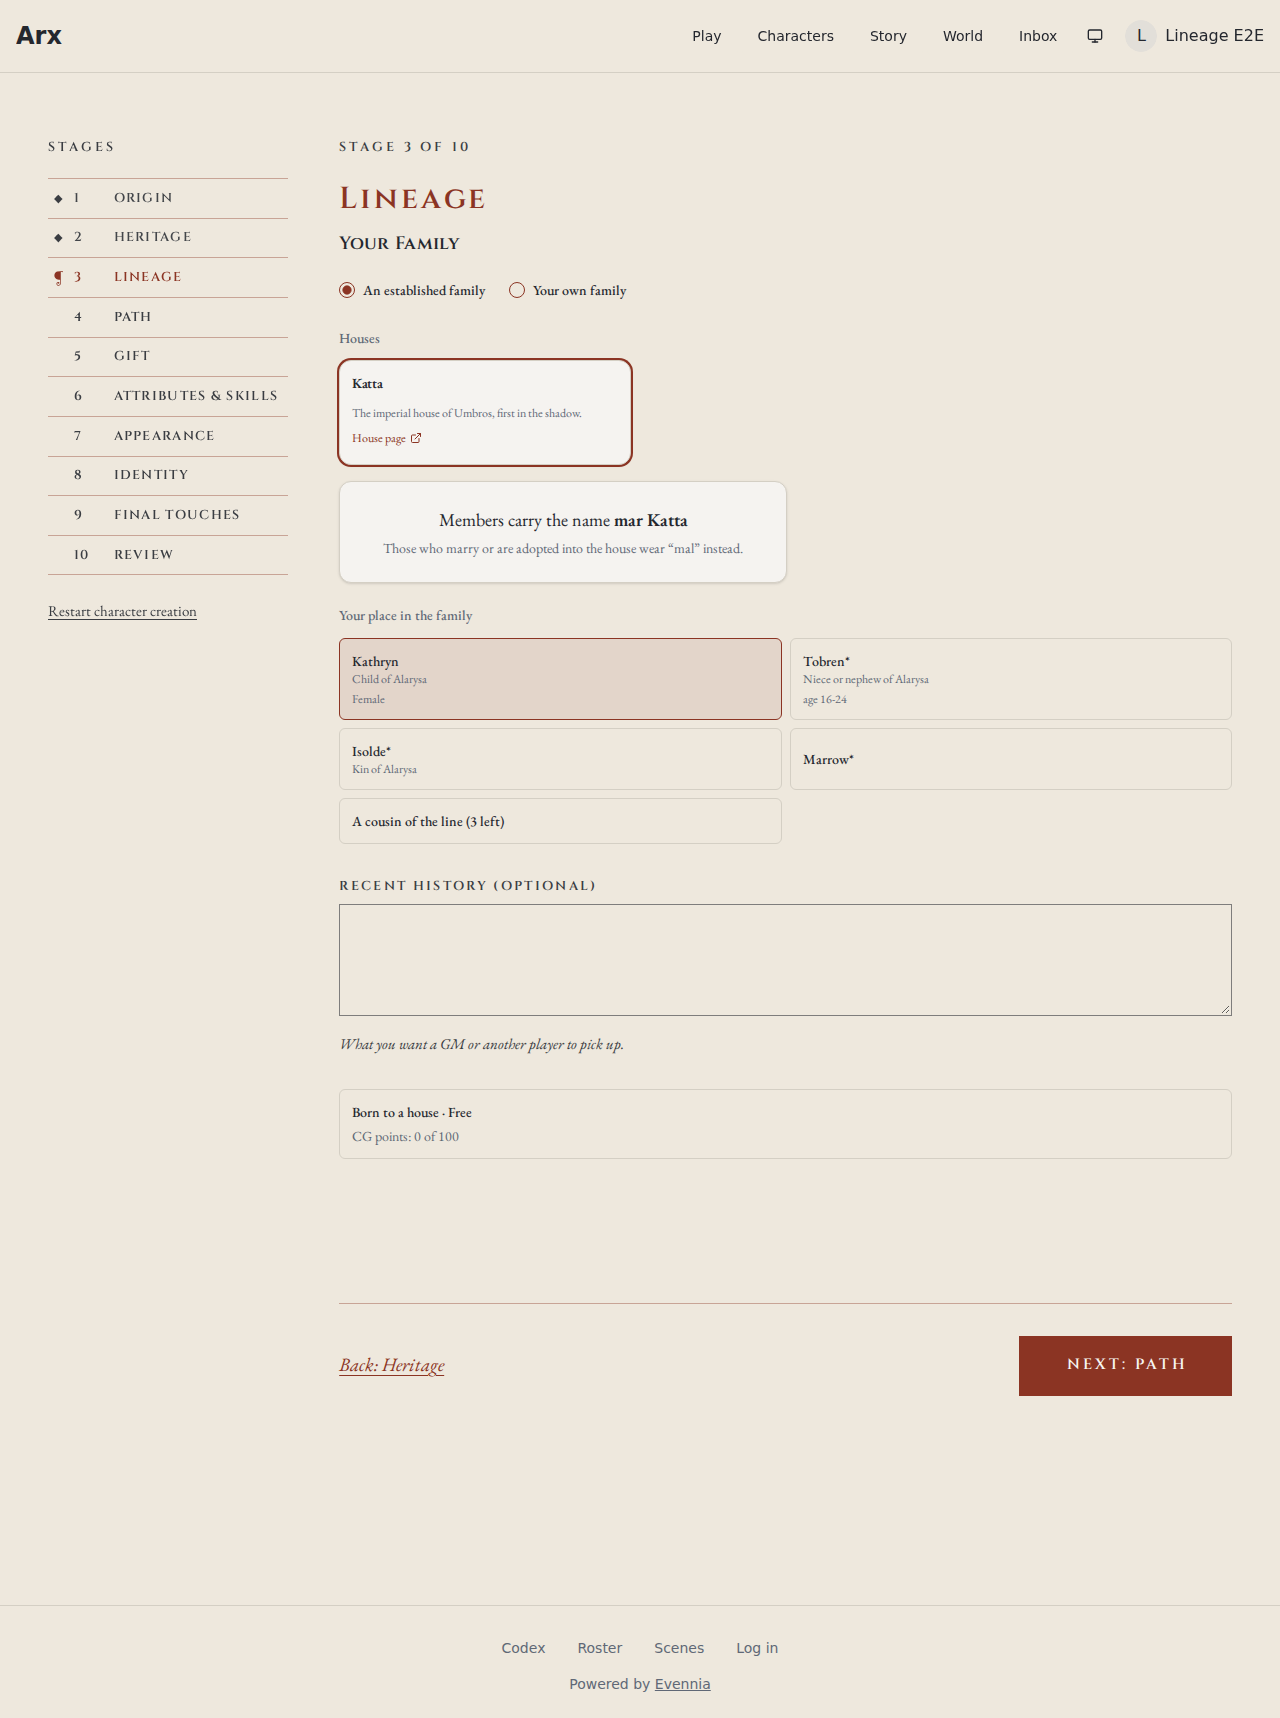 Arx
Play
Characters
Story
World
Inbox
L
Lineage E2E
STAGES
◆ 1 ORIGIN
◆ 2 HERITAGE
¶ 3 LINEAGE
4 PATH
5 GIFT
6 ATTRIBUTES & SKILLS
7 APPEARANCE
8 IDENTITY
9 FINAL TOUCHES
10 REVIEW
Restart character creation
STAGE 3 OF 10
LINEAGE
YOUR FAMILY
An established family
Your own family
Houses
Katta
The imperial house of Umbros, first in the shadow.
House page
Members carry the name mar Katta
Those who marry or are adopted into the house wear “mal” instead.
Your place in the family
Kathryn
Child of Alarysa
Female
Tobren*
Niece or nephew of Alarysa
age 16-24
Isolde*
Kin of Alarysa
Marrow*
A cousin of the line (3 left)
RECENT HISTORY (OPTIONAL)
What you want a GM or another player to pick up.
Born to a house · Free
CG points: 0 of 100
Back: Heritage
NEXT: PATH
Codex
Roster
Scenes
Log in
Powered by Evennia